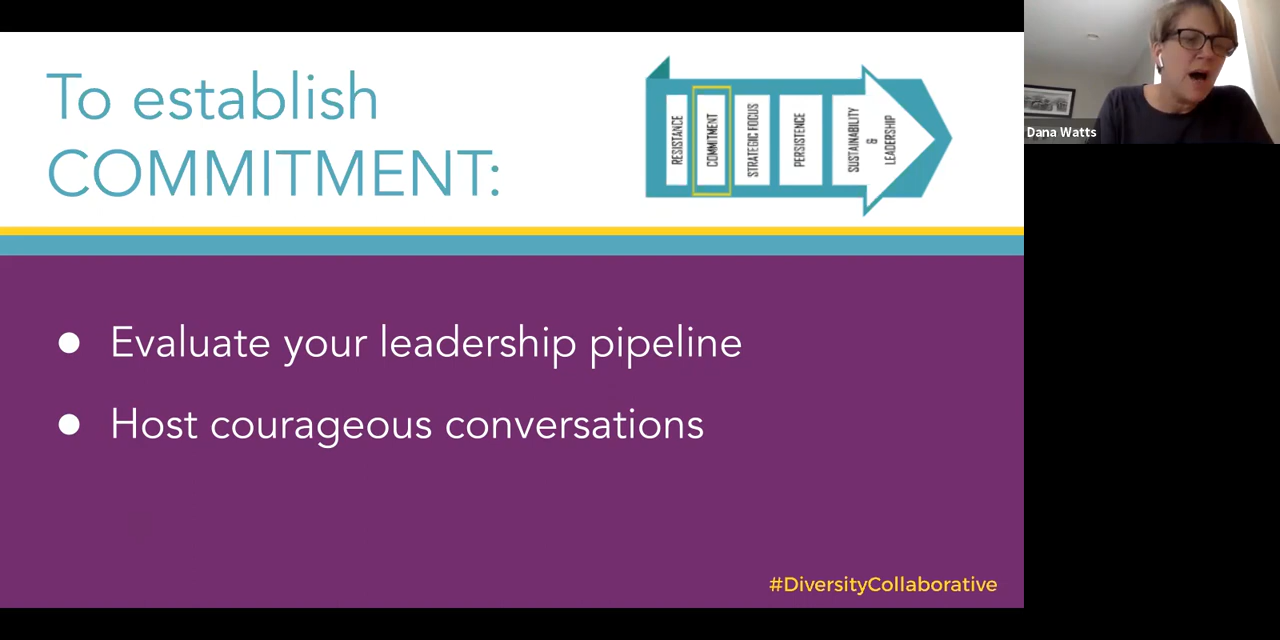 To establish
COMMITMENT:
RESISTANCE
COMMITMENT
STRATEGIC FOCUS
PERSISTENCE
SUSTAINABILITY
&
LEADERSHIP
Dana Watts
● Evaluate your leadership pipeline
● Host courageous conversations
#DiversityCollaborative